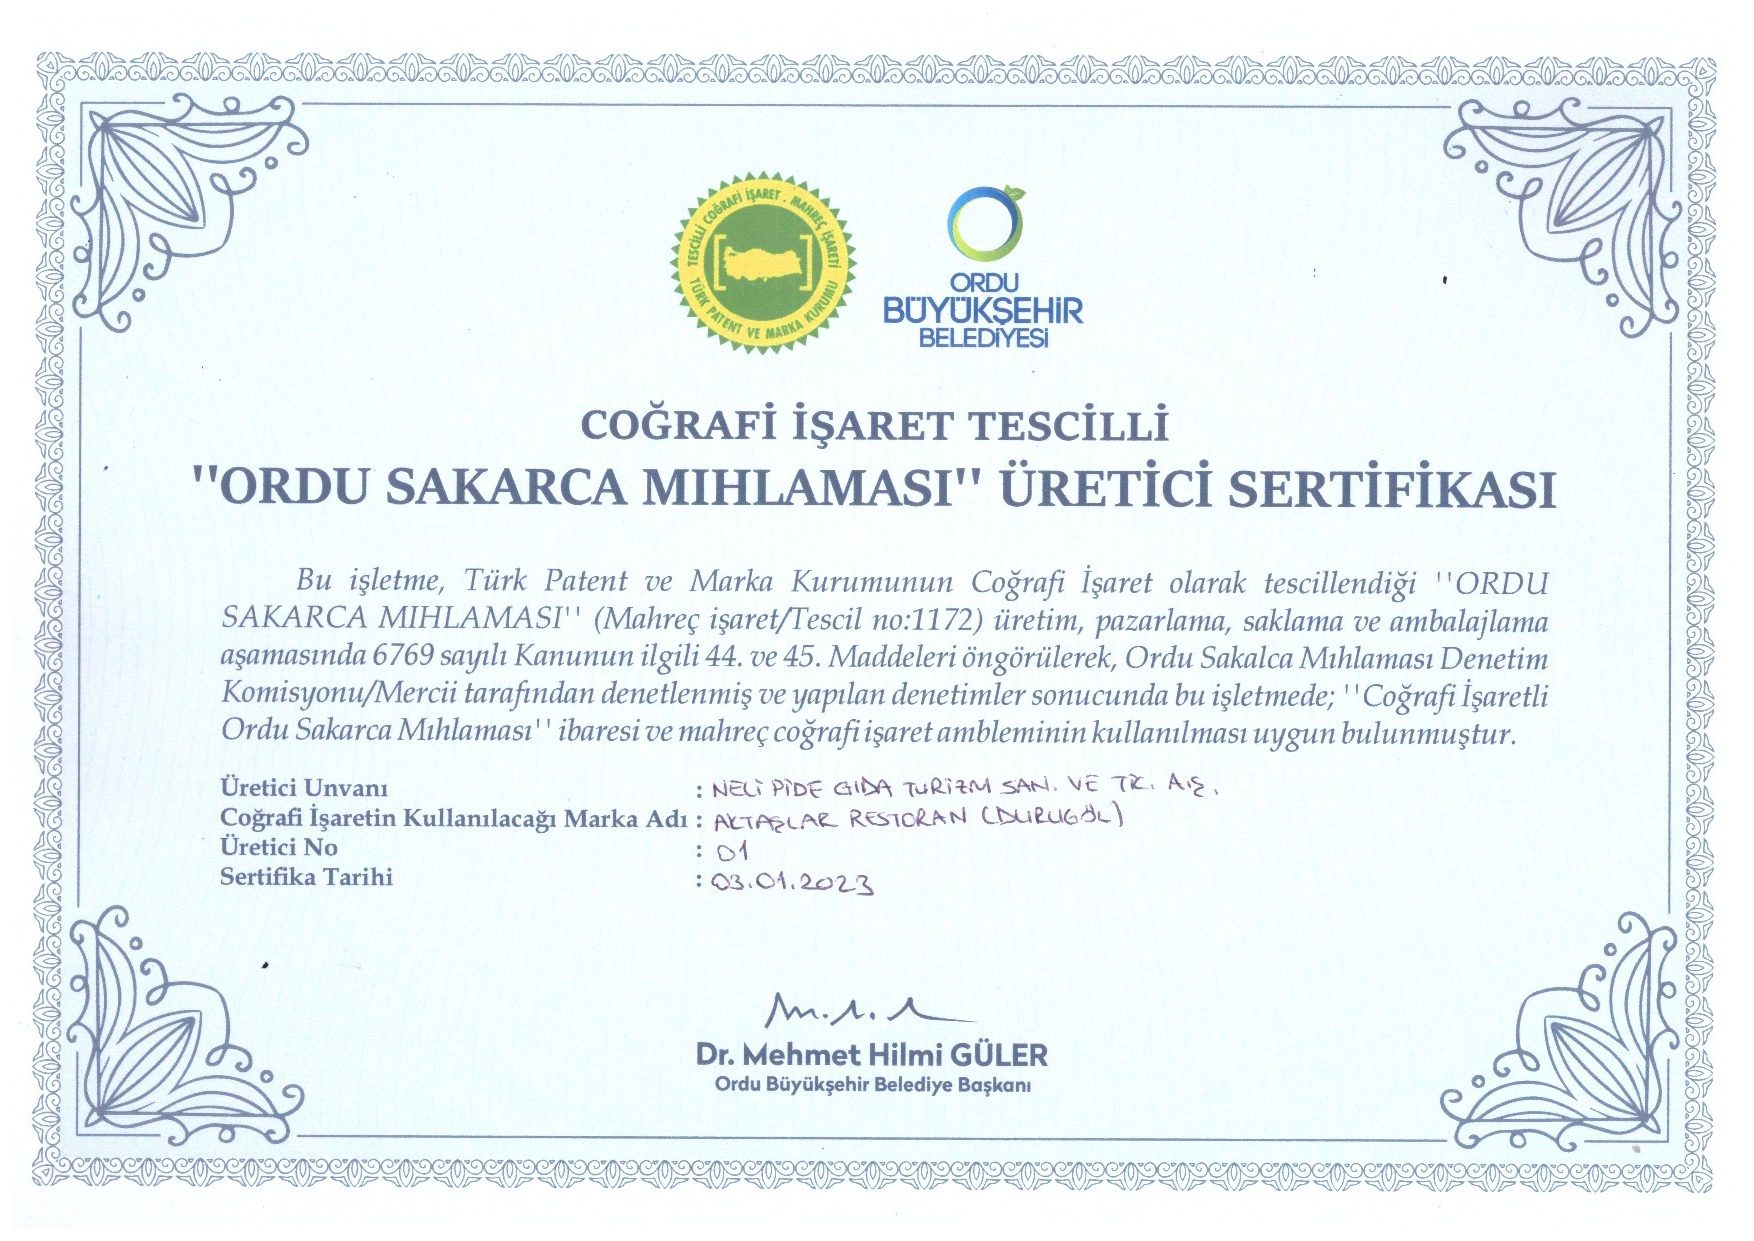 TESCİLLİ COĞRAFİ İŞARET . MAHREÇ İŞARETİ
TÜRK PATENT VE MARKA KURUMU
ORDU
BÜYÜKŞEHİR
BELEDİYESİ
COĞRAFİ İŞARET TESCİLLİ
''ORDU SAKARCA MIHLAMASI'' ÜRETİCİ SERTİFİKASI
Bu işletme, Türk Patent ve Marka Kurumunun Coğrafi İşaret olarak tescillendiği ''ORDU
SAKARCA MIHLAMASI'' (Mahreç işaret/Tescil no:1172) üretim, pazarlama, saklama ve ambalajlama
aşamasında 6769 sayılı Kanunun ilgili 44. ve 45. Maddeleri öngörülerek, Ordu Sakalca Mıhlaması Denetim
Komisyonu/Mercii tarafından denetlenmiş ve yapılan denetimler sonucunda bu işletmede; ''Coğrafi İşaretli
Ordu Sakarca Mıhlaması'' ibaresi ve mahreç coğrafi işaret ambleminin kullanılması uygun bulunmuştur.
Üretici Unvanı : NELİ PİDE GIDA TURİZM SAN. VE TİC. A.Ş.
Coğrafi İşaretin Kullanılacağı Marka Adı : AKTAŞLAR RESTORAN (DURUGÖL)
Üretici No : 01
Sertifika Tarihi : 03.01.2023
Dr. Mehmet Hilmi GÜLER
Ordu Büyükşehir Belediye Başkanı